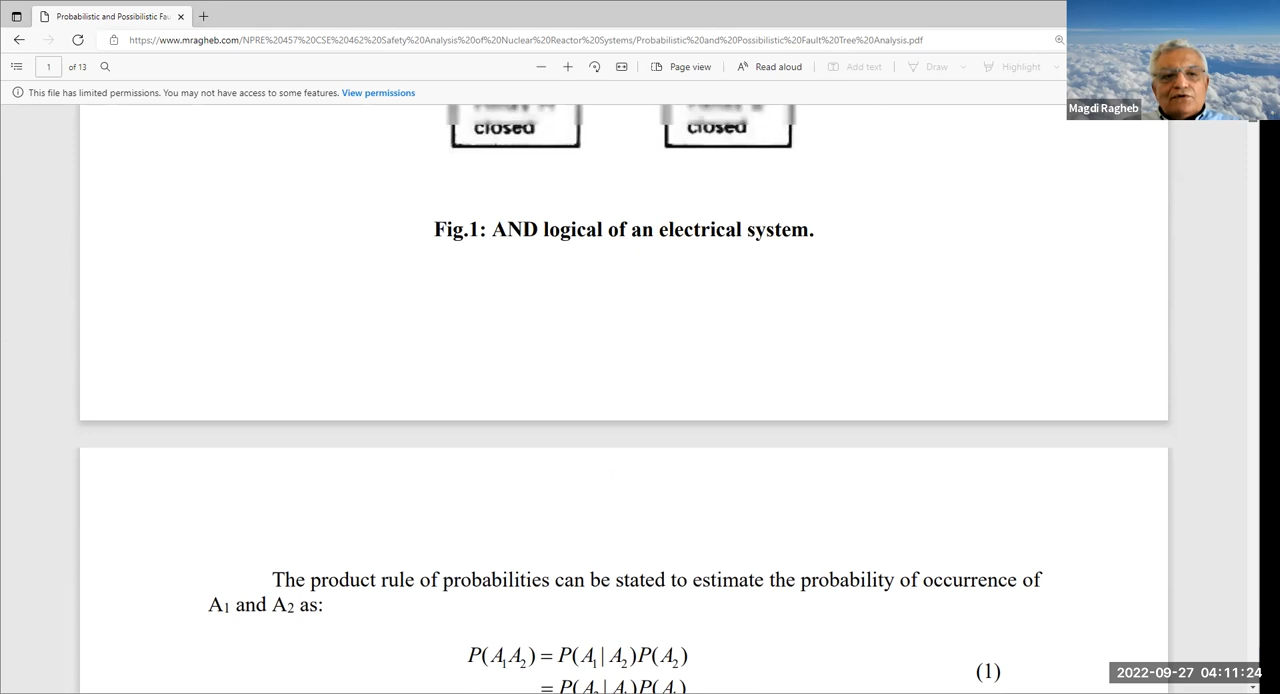 Probabilistic and Possibilistic Fau
https://www.mragheb.com/NPRE%20457%20CSE%20462%20Safety%20Analysis%20of%20Nuclear%20Reactor%20Systems/Probabilistic%20and%20Possibilistic%20Fault%20Tree%20Analysis.pdf
1 of 13 Page view Read aloud Add text Draw Highlight
This file has limited permissions. You may not have access to some features. View permissions
Magdi Ragheb
closed closed
Fig.1: AND logical of an electrical system.
The product rule of probabilities can be stated to estimate the probability of occurrence of
A1 and A2 as:
P(A1A2) = P(A1| A2)P(A2)
(1)
2022-09-27 04:11:24